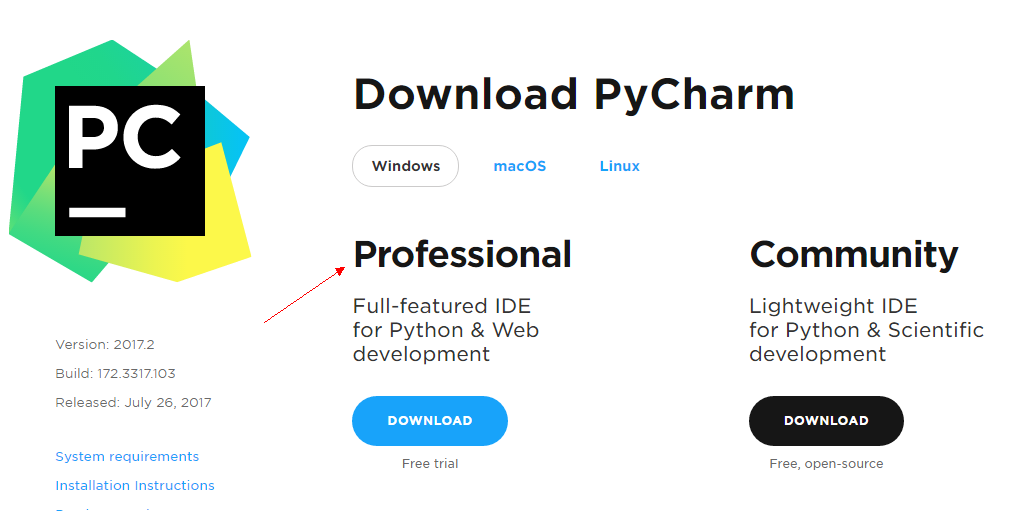 PC
Download PyCharm
Windows
macOS
Linux
Professional
Full-featured IDE
for Python & Web
development
DOWNLOAD
Free trial
Community
Lightweight IDE
for Python & Scientific
development
DOWNLOAD
Free, open-source
Version: 2017.2
Build: 172.3317.103
Released: July 26, 2017
System requirements
Installation Instructions